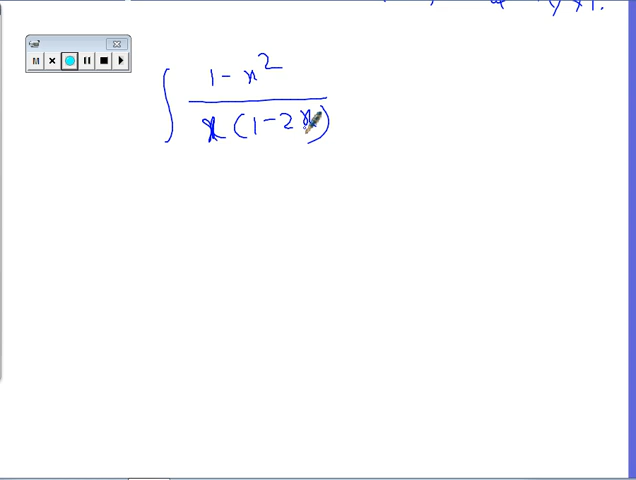 ∫ (1 - x^2) / (x(1 - 2x))
M